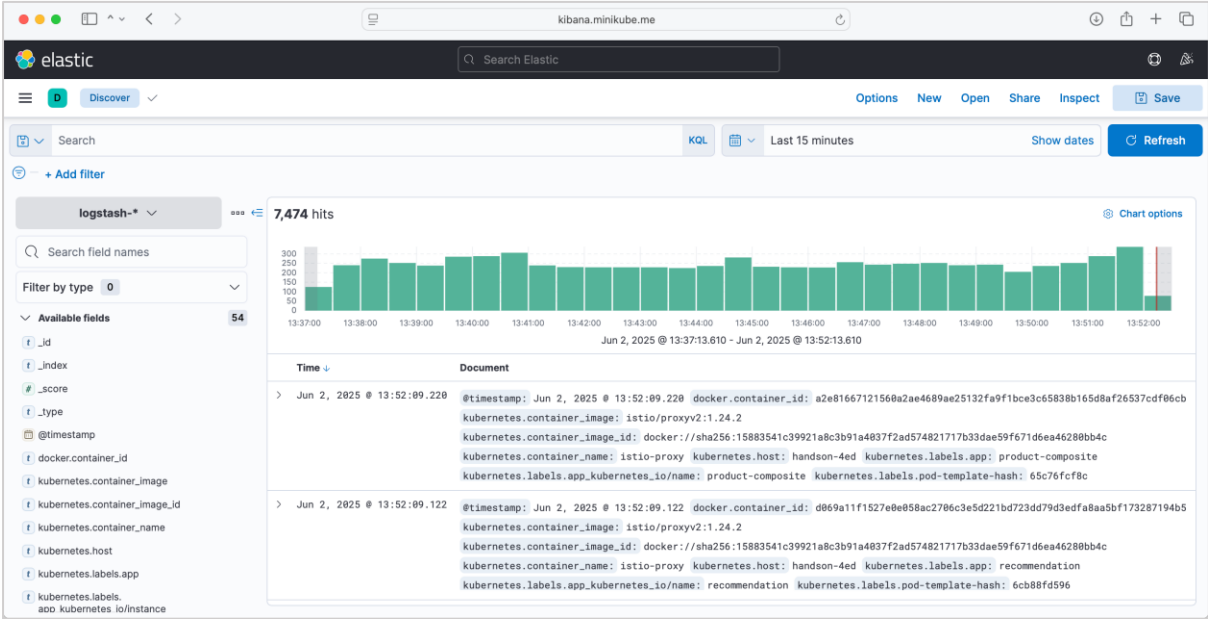 kibana.minikube.me
elastic
Search Elastic
D Discover
Options New Open Share Inspect Save
Search
KQL
Last 15 minutes
Show dates
Refresh
+ Add filter
logstash-*
7,474 hits
Chart options
Search field names
Filter by type 0
Available fields 54
t _id
t _index
# _score
t _type
@timestamp
t docker.container_id
t kubernetes.container_image
t kubernetes.container_image_id
t kubernetes.container_name
t kubernetes.host
t kubernetes.labels.app
t kubernetes.labels.
app_kubernetes_io/instance
300
250
200
150
100
50
0
13:37:00 13:38:00 13:39:00 13:40:00 13:41:00 13:42:00 13:43:00 13:44:00 13:45:00 13:46:00 13:47:00 13:48:00 13:49:00 13:50:00 13:51:00 13:52:00
Jun 2, 2025 @ 13:37:13.610 - Jun 2, 2025 @ 13:52:13.610
Time Document
Jun 2, 2025 @ 13:52:09.220 @timestamp: Jun 2, 2025 @ 13:52:09.220 docker.container_id: a2e81667121560a2ae4689ae25132fa9f1bce3c65838b165d8af26537cdf06cb
kubernetes.container_image: istio/proxyv2:1.24.2
kubernetes.container_image_id: docker://sha256:15883541c39921a8c3b91a4037f2ad574821717b33dae59f671d6ea46280bb4c
kubernetes.container_name: istio-proxy kubernetes.host: handson-4ed kubernetes.labels.app: product-composite
kubernetes.labels.app_kubernetes_io/name: product-composite kubernetes.labels.pod-template-hash: 65c76fcf8c
Jun 2, 2025 @ 13:52:09.122 @timestamp: Jun 2, 2025 @ 13:52:09.122 docker.container_id: d069a11f1527e0e058ac2706c3e5d221bd723dd79d3edfa8aa5bf173287194b5
kubernetes.container_image: istio/proxyv2:1.24.2
kubernetes.container_image_id: docker://sha256:15883541c39921a8c3b91a4037f2ad574821717b33dae59f671d6ea46280bb4c
kubernetes.container_name: istio-proxy kubernetes.host: handson-4ed kubernetes.labels.app: recommendation
kubernetes.labels.app_kubernetes_io/name: recommendation kubernetes.labels.pod-template-hash: 6cb88fd596